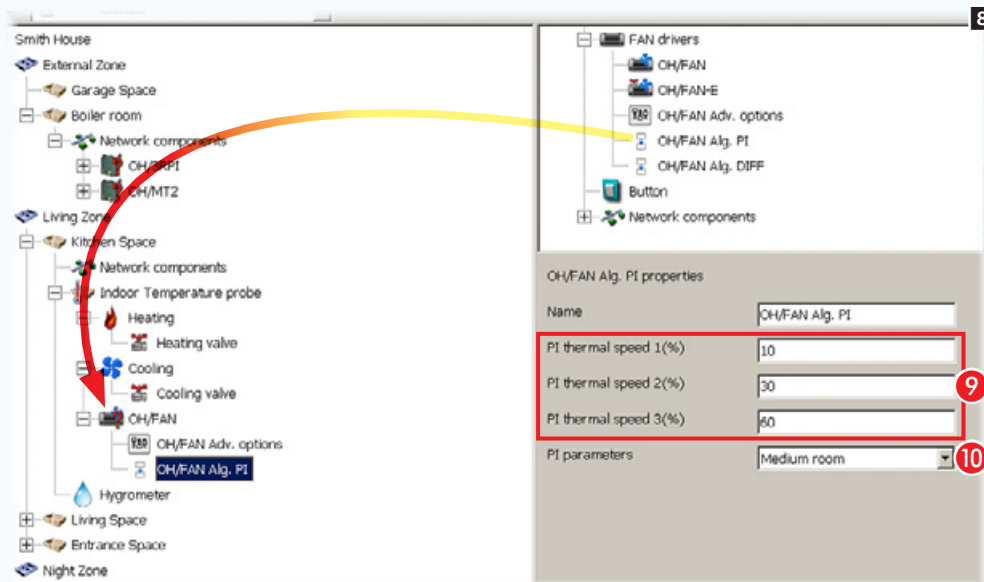 8
Smith House
External Zone
Garage Space
Boiler room
Network components
OH/3RPI
OH/MT2
Living Zone
Kitchen Space
Network components
Indoor Temperature probe
Heating
Heating valve
Cooling
Cooling valve
OH/FAN
OH/FAN Adv. options
OH/FAN Alg. PI
Hygrometer
Living Space
Entrance Space
Night Zone
FAN drivers
OH/FAN
OH/FAN-E
OH/FAN Adv. options
OH/FAN Alg. PI
OH/FAN Alg. DIFF
Button
Network components
OH/FAN Alg. PI properties
Name OH/FAN Alg. PI
PI thermal speed 1(%) 10
PI thermal speed 2(%) 30
9
PI thermal speed 3(%) 60
PI parameters Medium room 10